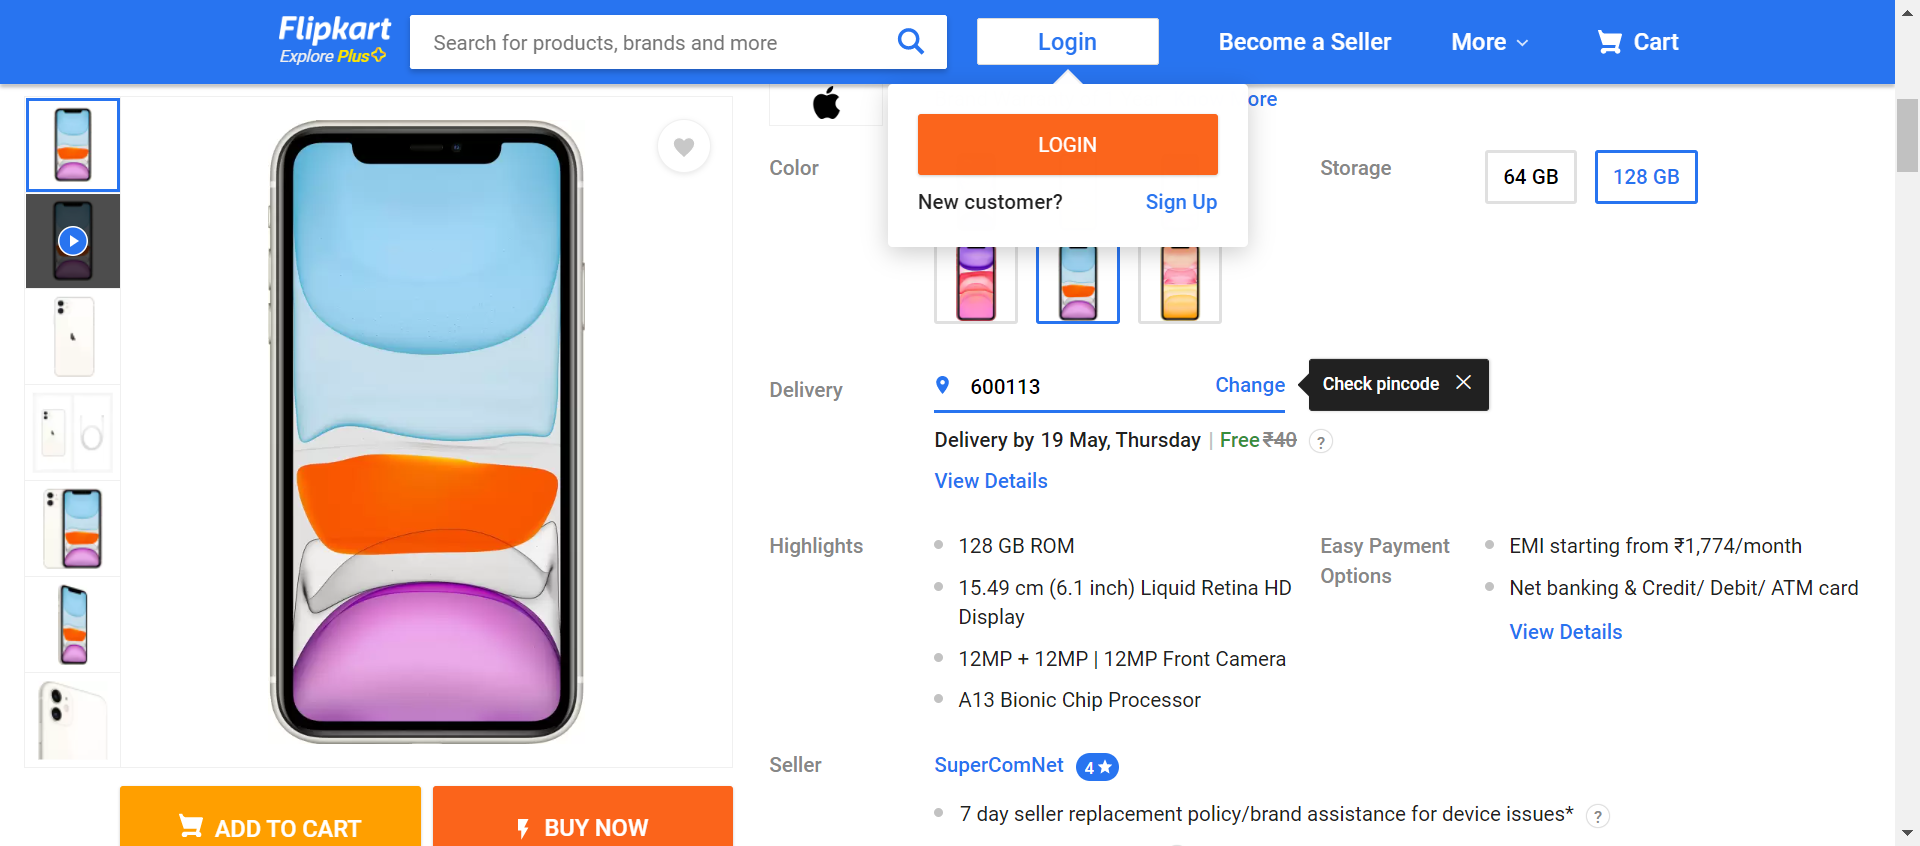 Flipkart
Explore Plus
Search for products, brands and more
Login
Become a Seller
More
Cart
ore
LOGIN
New customer?
Sign Up
Color
Storage
64 GB
128 GB
Delivery
600113
Change
Check pincode
Delivery by 19 May, Thursday | Free ₹40 ?
View Details
Highlights
128 GB ROM
15.49 cm (6.1 inch) Liquid Retina HD
Display
12MP + 12MP | 12MP Front Camera
A13 Bionic Chip Processor
Easy Payment
Options
EMI starting from ₹1,774/month
Net banking & Credit/ Debit/ ATM card
View Details
Seller
SuperComNet
4★
7 day seller replacement policy/brand assistance for device issues* ?
ADD TO CART
BUY NOW